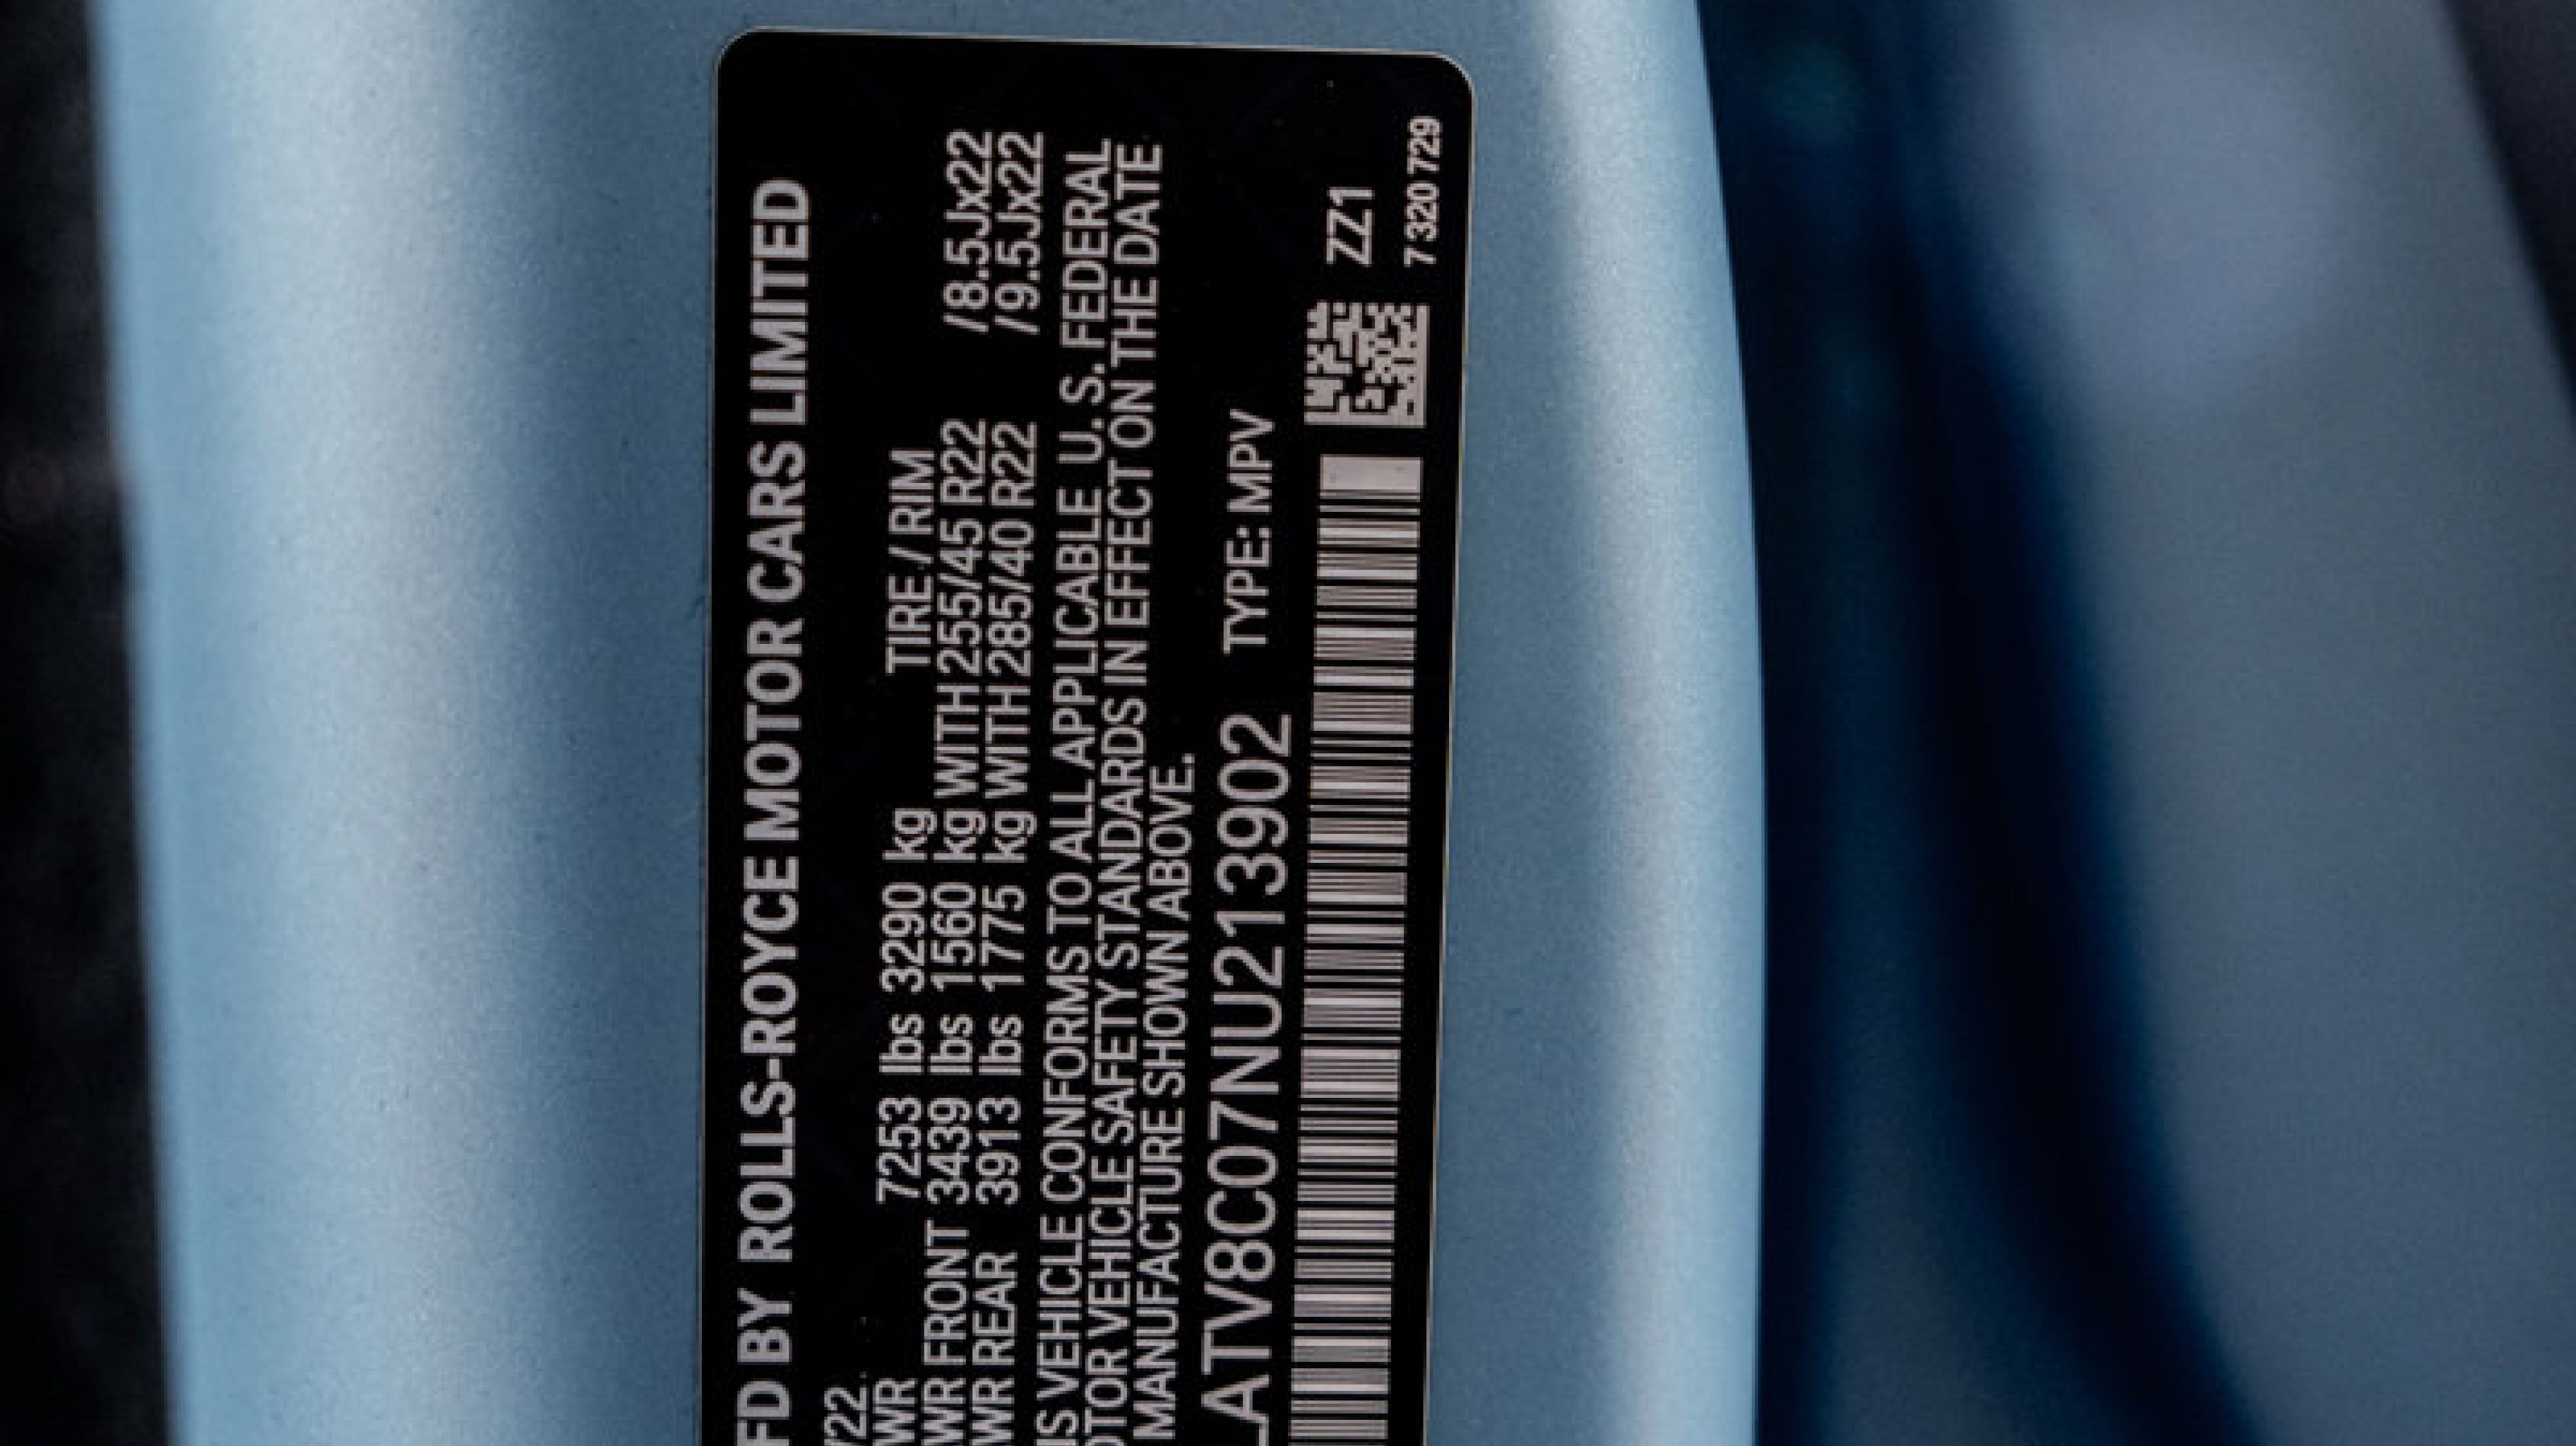 FD BY ROLLS-ROYCE MOTOR CARS LIMITED
/22.
WR 7253 lbs 3290 kg TIRE / RIM
WR FRONT 3439 lbs 1560 kg WITH 255/45 R22 /8.5Jx22
WR REAR 3913 lbs 1775 kg WITH 285/40 R22 /9.5Jx22
IS VEHICLE CONFORMS TO ALL APPLICABLE U. S. FEDERAL
OTOR VEHICLE SAFETY STANDARDS IN EFFECT ON THE DATE
MANUFACTURE SHOWN ABOVE.
LATV8C07NU213902 TYPE: MPV
ZZ1
7 320 729